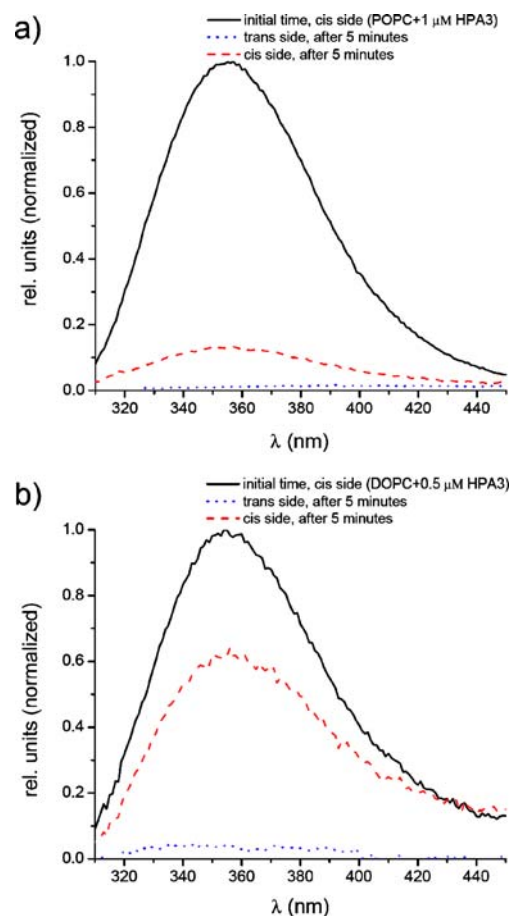 a)
initial time, cis side (POPC+1 μM HPA3)
trans side, after 5 minutes
cis side, after 5 minutes
rel. units (normalized)
1.0
0.8
0.6
0.4
0.2
0.0
320 340 360 380 400 420 440
λ (nm)
b)
initial time, cis side (DOPC+0.5 μM HPA3)
trans side, after 5 minutes
cis side, after 5 minutes
rel. units (normalized)
1.0
0.8
0.6
0.4
0.2
0.0
320 340 360 380 400 420 440
λ (nm)